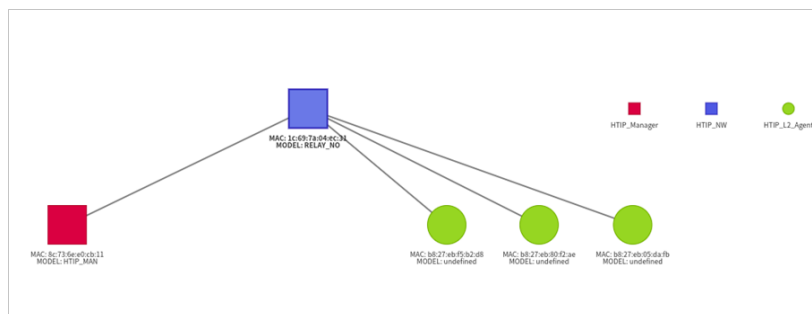 MAC: 1c:69:7a:04:ec:31
MODEL: RELAY_NO
HTIP_Manager
HTIP_NW
HTIP_L2_Agent
MAC: 8c:73:6e:e0:cb:11
MODEL: HTIP_MAN
MAC: b8:27:eb:f5:b2:d8
MODEL: undefined
MAC: b8:27:eb:80:f2:ae
MODEL: undefined
MAC: b8:27:eb:05:da:fb
MODEL: undefined